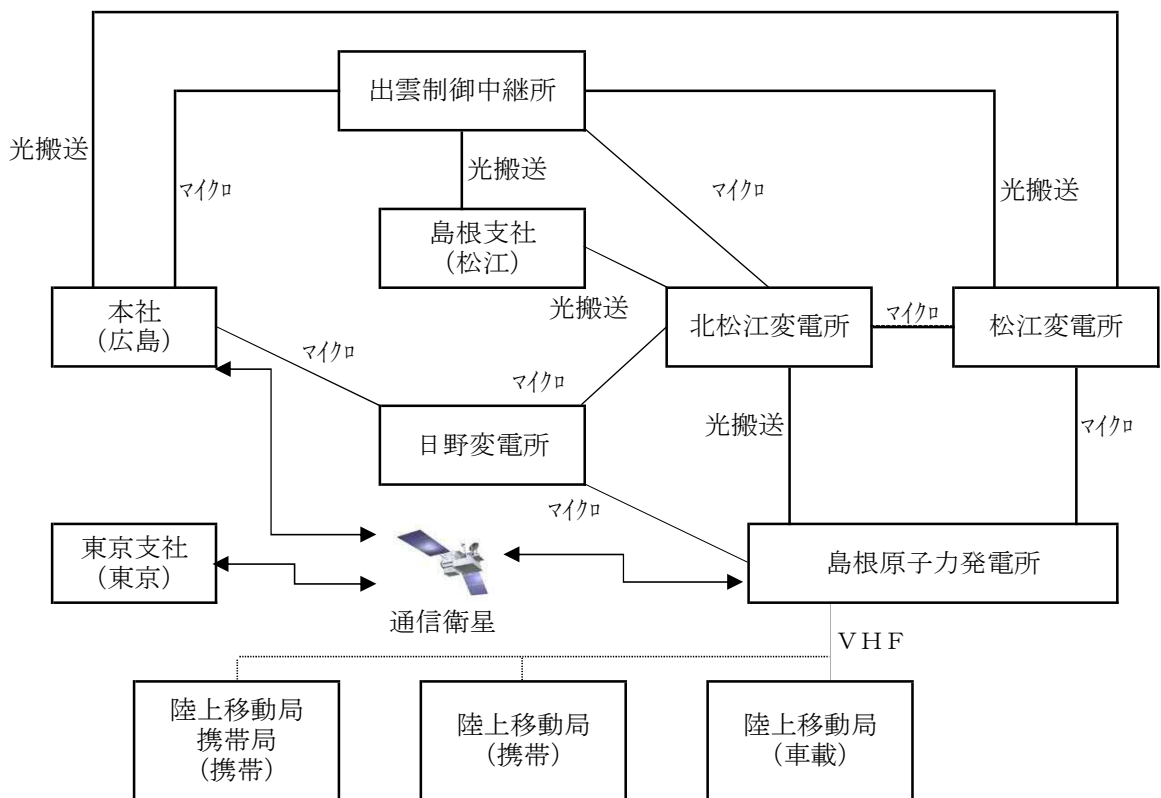 出雲制御中継所
光搬送
マイクロ
光搬送
マイクロ
光搬送
島根支社
(松江)
本社
(広島)
光搬送
北松江変電所
マイクロ
松江変電所
マイクロ
マイクロ
日野変電所
光搬送
マイクロ
マイクロ
東京支社
(東京)
通信衛星
島根原子力発電所
VHF
陸上移動局
携帯局
(携帯)
陸上移動局
(携帯)
陸上移動局
(車載)